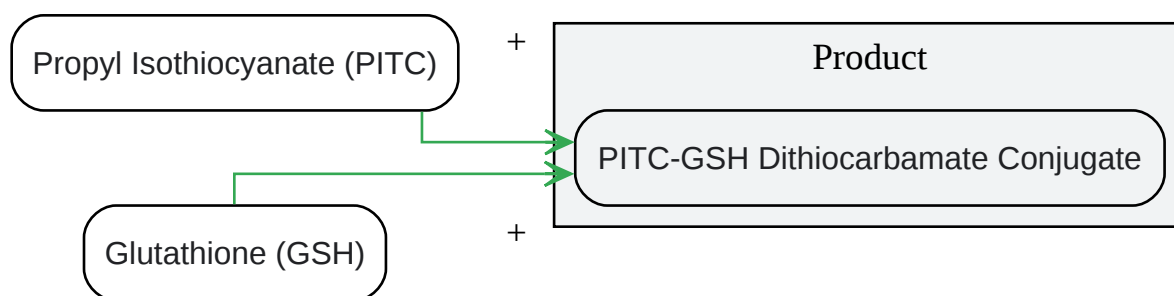 Propyl Isothiocyanate (PITC)
+
Product
PITC-GSH Dithiocarbamate Conjugate
Glutathione (GSH)
+